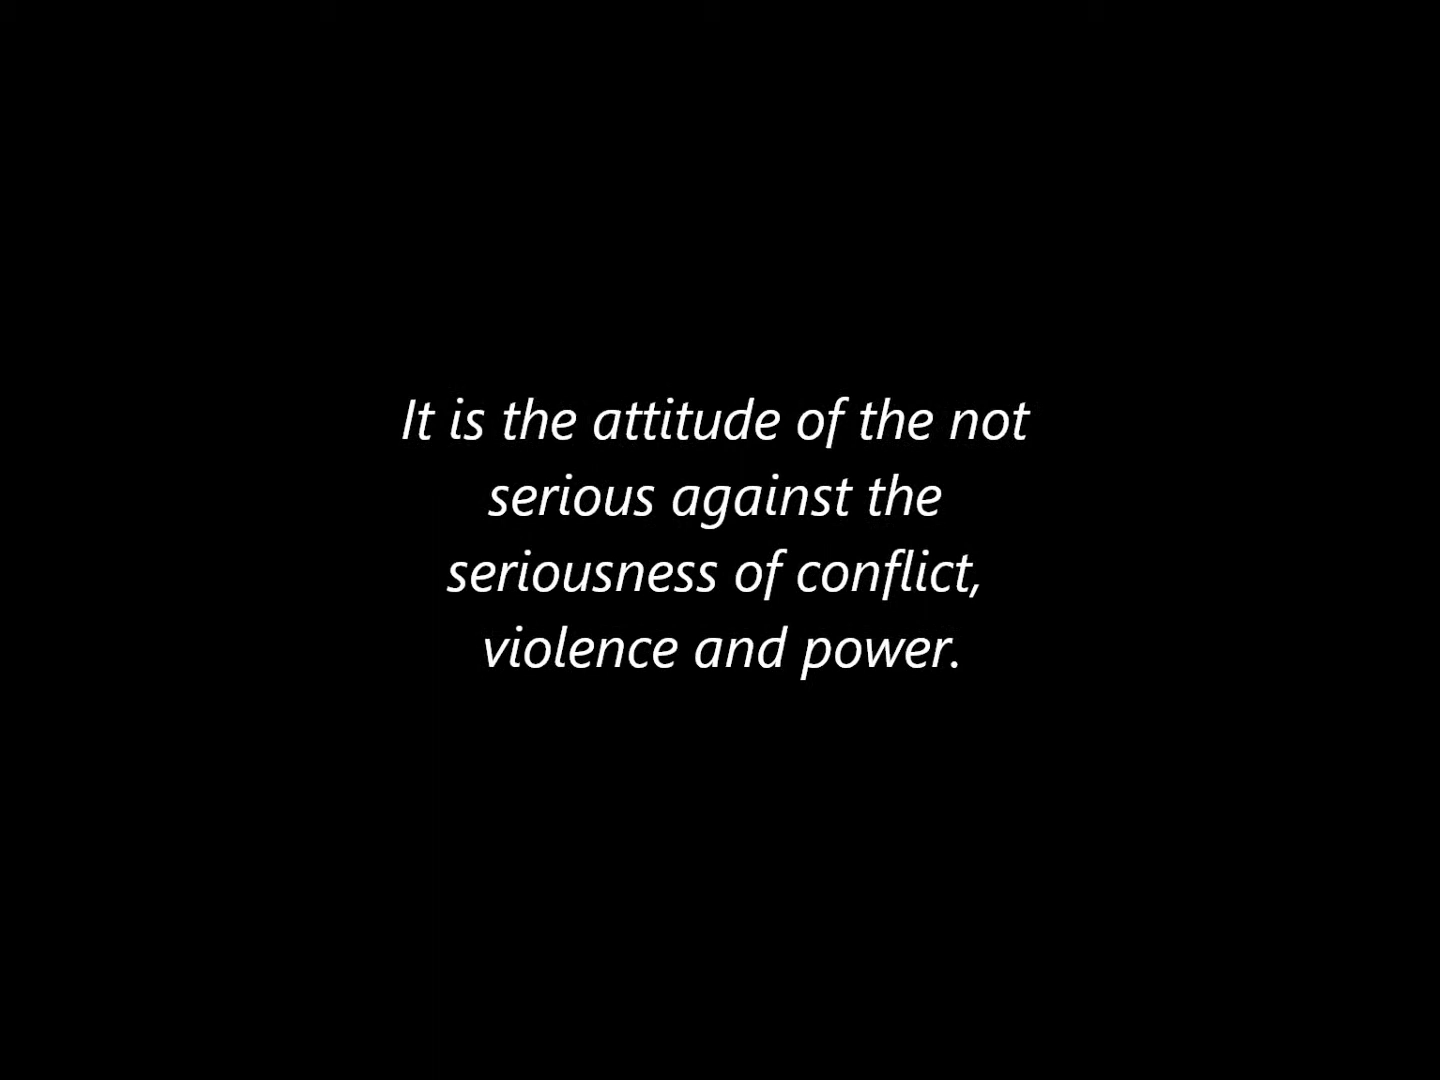 It is the attitude of the not
serious against the
seriousness of conflict,
violence and power.